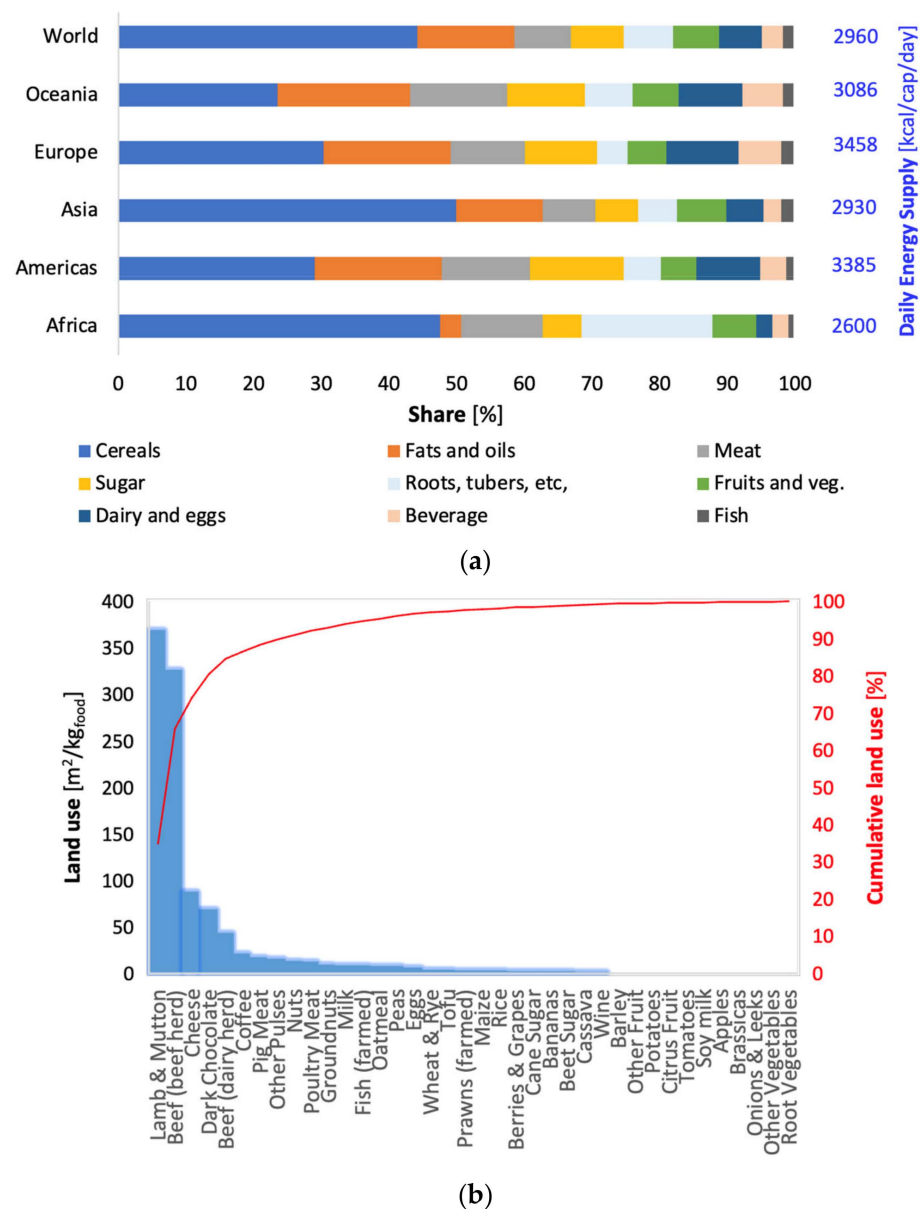 World 2960
Oceania 3086
Europe 3458
Asia 2930
Americas 3385
Africa 2600
Daily Energy Supply [kcal/cap/day]
0 10 20 30 40 50 60 70 80 90 100
Share [%]
Cereals Fats and oils Meat
Sugar Roots, tubers, etc, Fruits and veg.
Dairy and eggs Beverage Fish
(a)
Land use [m²/kgfood]
400
350
300
250
200
150
100
50
0
Cumulative land use [%]
100
90
80
70
60
50
40
30
20
10
0
Lamb & Mutton
Beef (beef herd)
Cheese
Dark Chocolate
Beef (dairy herd)
Coffee
Pig Meat
Other Pulses
Nuts
Poultry Meat
Groundnuts
Milk
Fish (farmed)
Oatmeal
Peas
Eggs
Wheat & Rye
Tofu
Prawns (farmed)
Maize
Rice
Berries & Grapes
Cane Sugar
Bananas
Beet Sugar
Cassava
Wine
Barley
Other Fruit
Potatoes
Citrus Fruit
Tomatoes
Soy milk
Apples
Brassicas
Onions & Leeks
Other Vegetables
Root Vegetables
(b)